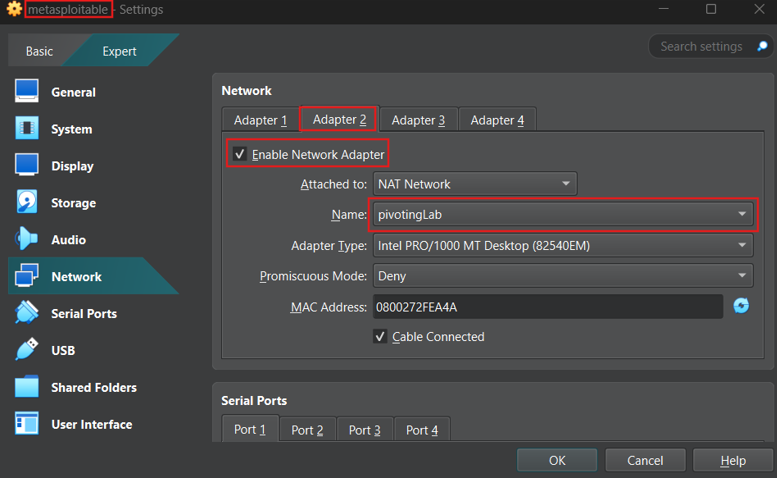 metasploitable - Settings
Basic Expert Search settings
General
System
Display
Storage
Audio
Network
Serial Ports
USB
Shared Folders
User Interface
Network
Adapter 1 Adapter 2 Adapter 3 Adapter 4
Enable Network Adapter
Attached to: NAT Network
Name: pivotingLab
Adapter Type: Intel PRO/1000 MT Desktop (82540EM)
Promiscuous Mode: Deny
MAC Address: 0800272FEA4A
Cable Connected
Serial Ports
Port 1 Port 2 Port 3 Port 4
OK Cancel Help